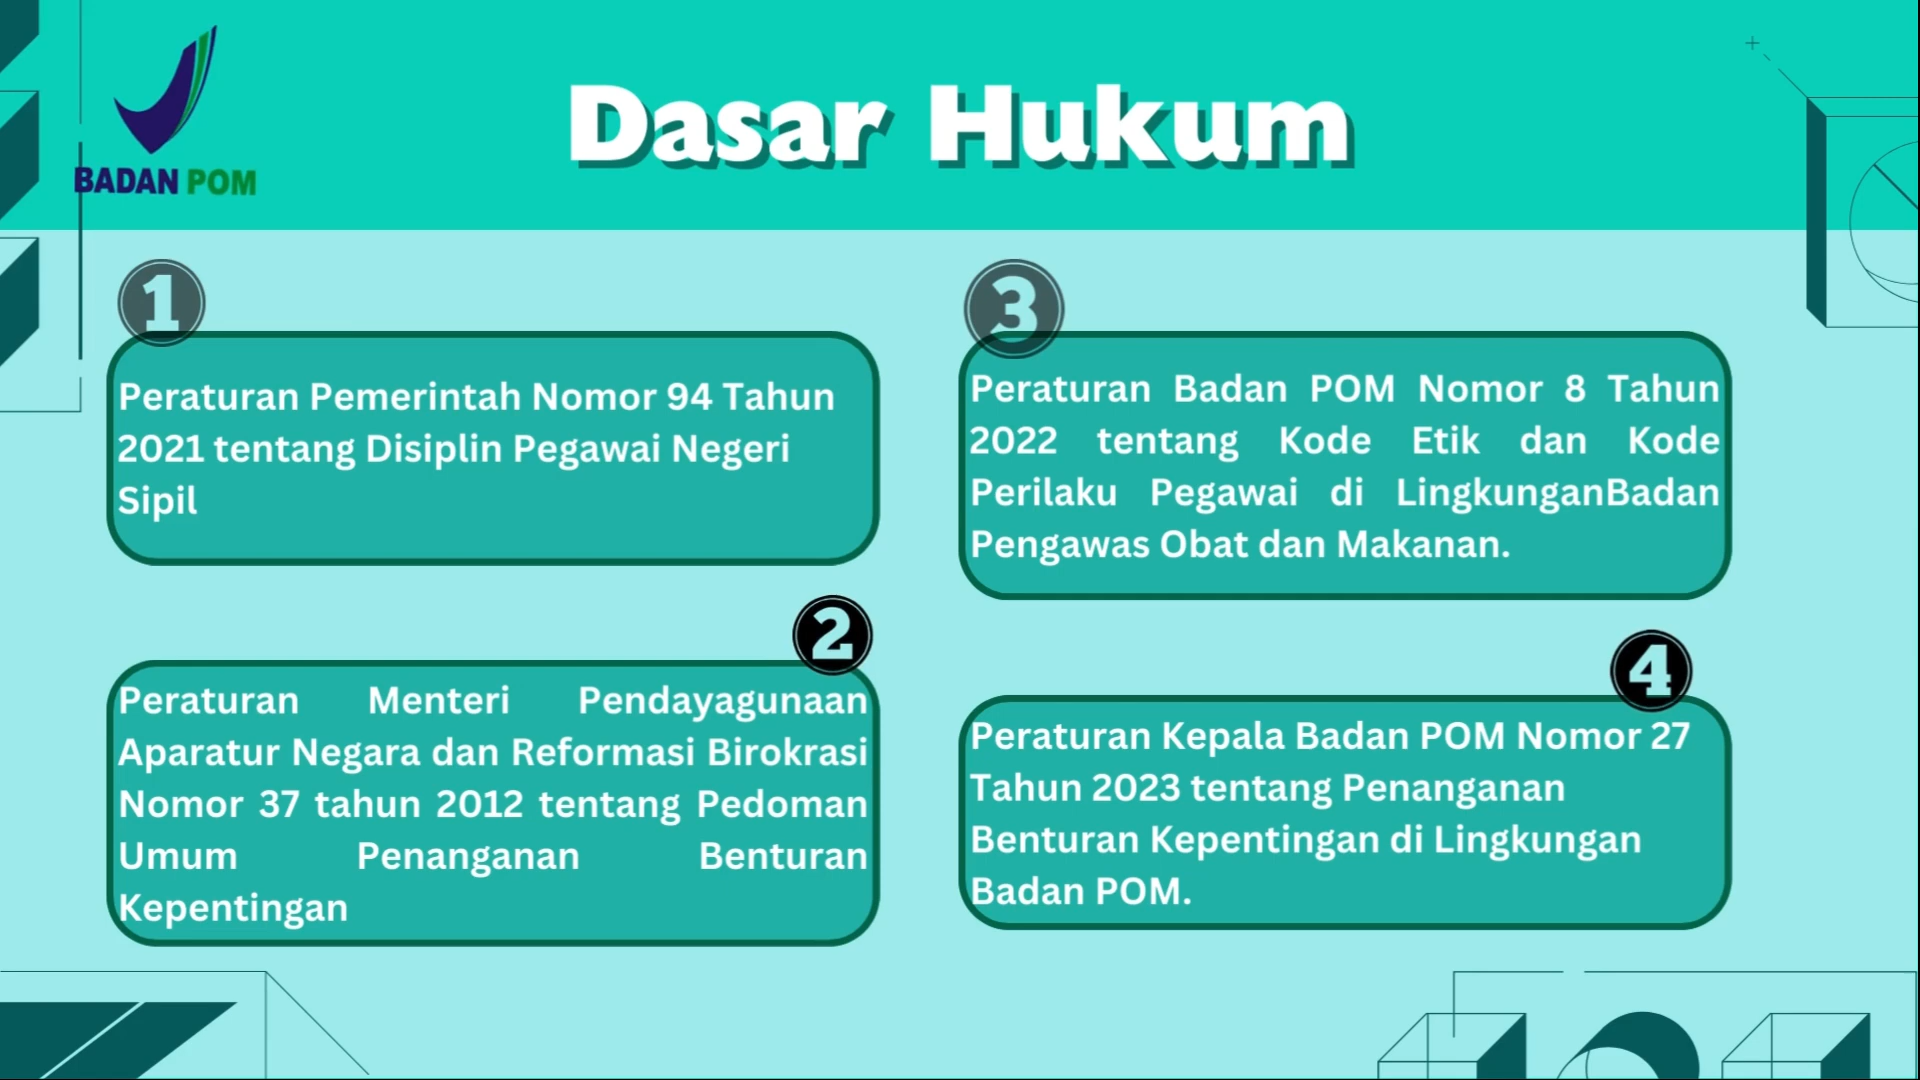 BADAN POM
Dasar Hukum
1
Peraturan Pemerintah Nomor 94 Tahun
2021 tentang Disiplin Pegawai Negeri
Sipil
2
Peraturan Menteri Pendayagunaan
Aparatur Negara dan Reformasi Birokrasi
Nomor 37 tahun 2012 tentang Pedoman
Umum Penanganan Benturan
Kepentingan
3
Peraturan Badan POM Nomor 8 Tahun
2022 tentang Kode Etik dan Kode
Perilaku Pegawai di LingkunganBadan
Pengawas Obat dan Makanan.
4
Peraturan Kepala Badan POM Nomor 27
Tahun 2023 tentang Penanganan
Benturan Kepentingan di Lingkungan
Badan POM.